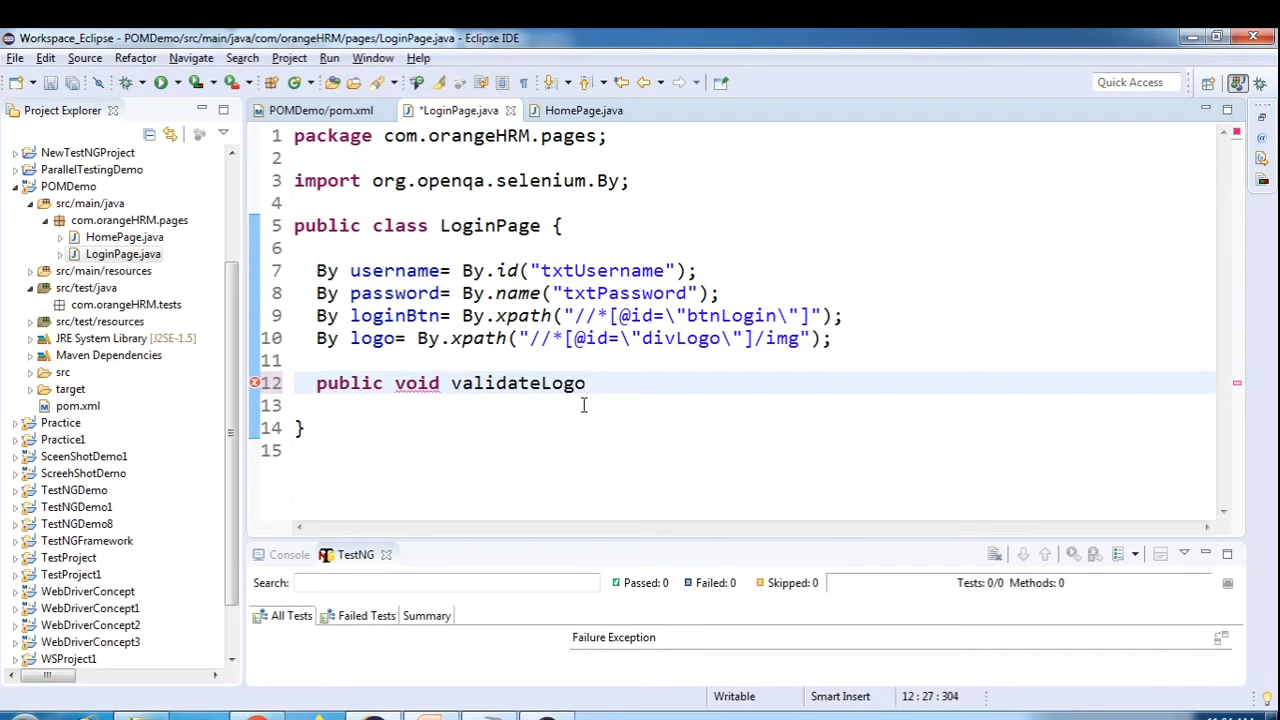 Workspace_Eclipse - POMDemo/src/main/java/com/orangeHRM/pages/LoginPage.java - Eclipse IDE
File Edit Source Refactor Navigate Search Project Run Window Help
Quick Access
Project Explorer
POMDemo/pom.xml *LoginPage.java HomePage.java
NewTestNGProject
ParallelTestingDemo
POMDemo
src/main/java
com.orangeHRM.pages
HomePage.java
LoginPage.java
src/main/resources
src/test/java
com.orangeHRM.tests
src/test/resources
JRE System Library [J2SE-1.5]
Maven Dependencies
src
target
pom.xml
Practice
Practice1
SceenShotDemo1
ScreehShotDemo
TestNGDemo
TestNGDemo1
TestNGDemo8
TestNGFramework
TestProject
TestProject1
WebDriverConcept
WebDriverConcept1
WebDriverConcept2
WebDriverConcept3
WSProject1
1 package com.orangeHRM.pages;
2
3 import org.openqa.selenium.By;
4
5 public class LoginPage {
6
7 By username= By.id("txtUsername");
8 By password= By.name("txtPassword");
9 By loginBtn= By.xpath("//*[@id=\"btnLogin\"]");
10 By logo= By.xpath("//*[@id=\"divLogo\"]/img");
11
12 public void validateLogo
13
14 }
15
Console TestNG
Search: Passed: 0 Failed: 0 Skipped: 0 Tests: 0/0 Methods: 0
All Tests Failed Tests Summary
Failure Exception
Writable Smart Insert 12 : 27 : 304